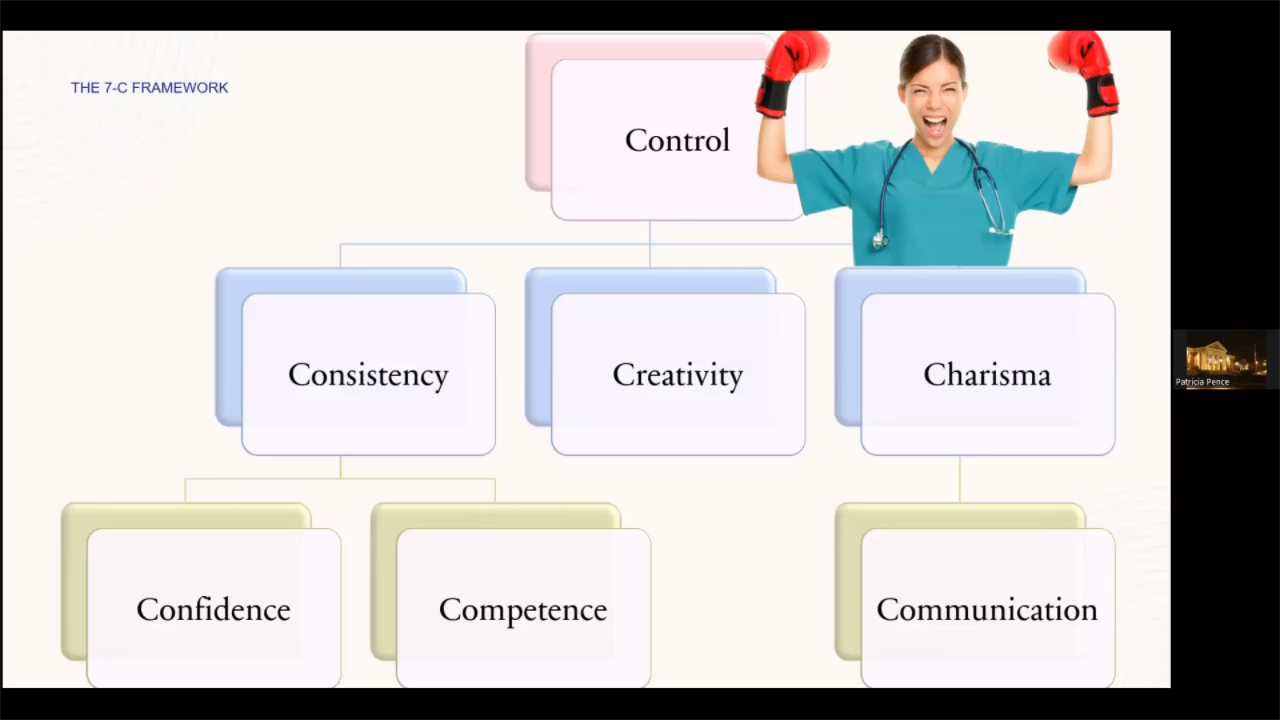 THE 7-C FRAMEWORK
Control
Consistency
Creativity
Charisma
Patricia Pence
Confidence
Competence
Communication